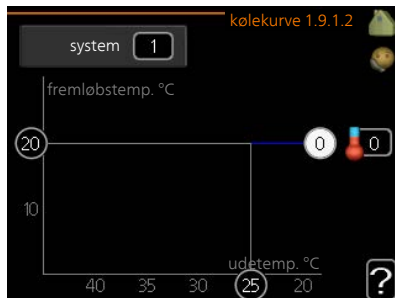 kølekurve 1.9.1.2
system 1
fremløbstemp. °C
20 0 0
10
udetemp. °C
40 35 30 25 20
?